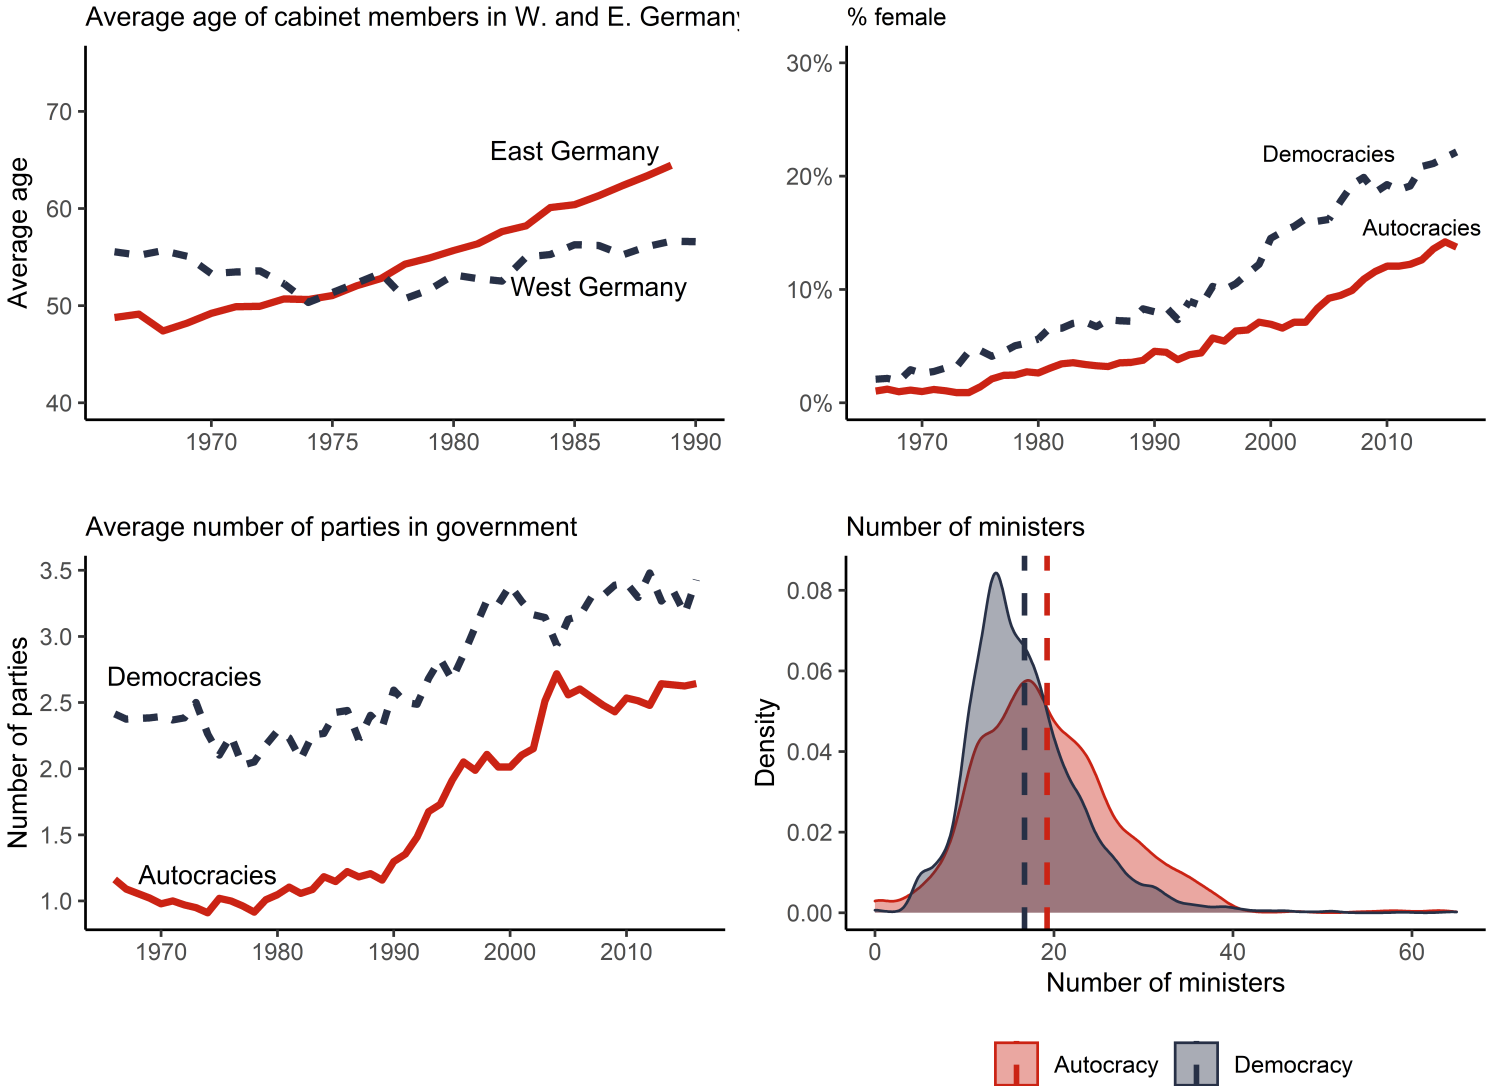 Average age of cabinet members in W. and E. Germany
Average age
70
60
50
40
East Germany
West Germany
1970 1975 1980 1985 1990
% female
30%
20%
10%
0%
Democracies
Autocracies
1970 1980 1990 2000 2010
Average number of parties in government
Number of parties
3.5
3.0
2.5
2.0
1.5
1.0
Democracies
Autocracies
1970 1980 1990 2000 2010
Number of ministers
Density
0.08
0.06
0.04
0.02
0.00
0 20 40 60
Number of ministers
Autocracy Democracy